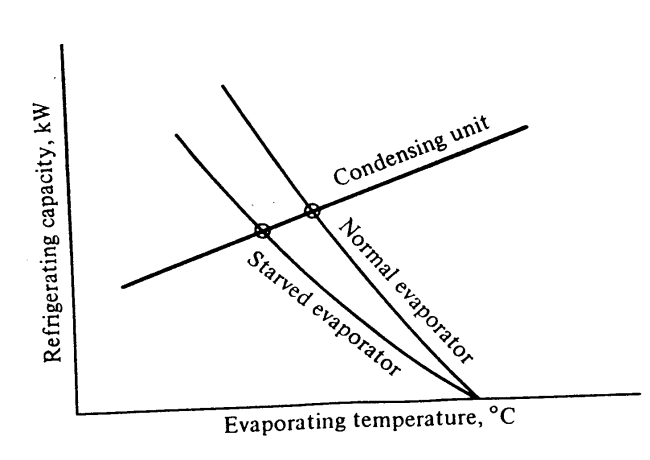 Refrigerating capacity, kW
Condensing unit
Normal evaporator
Starved evaporator
Evaporating temperature, °C